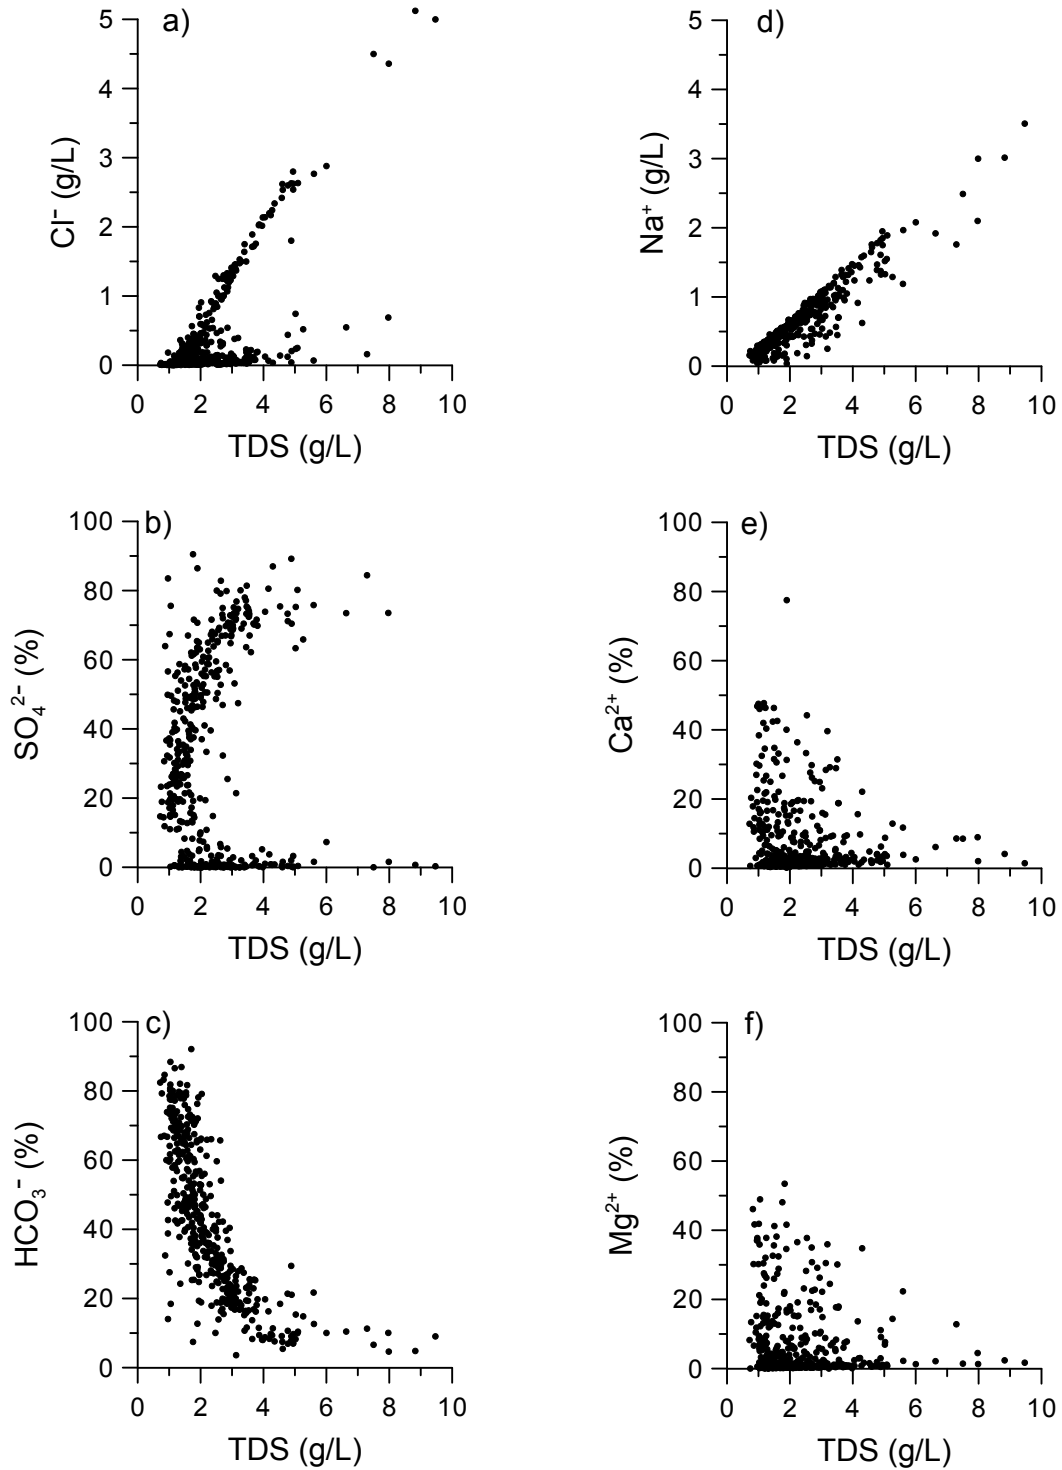 a)
5
4
3
2
1
0
Cl⁻ (g/L)
0 2 4 6 8 10
TDS (g/L)
d)
5
4
3
2
1
0
Na⁺ (g/L)
0 2 4 6 8 10
TDS (g/L)
b)
100
80
60
40
20
0
SO₄²⁻ (%)
0 2 4 6 8 10
TDS (g/L)
e)
100
80
60
40
20
0
Ca²⁺ (%)
0 2 4 6 8 10
TDS (g/L)
c)
100
80
60
40
20
0
HCO₃⁻ (%)
0 2 4 6 8 10
TDS (g/L)
f)
100
80
60
40
20
0
Mg²⁺ (%)
0 2 4 6 8 10
TDS (g/L)